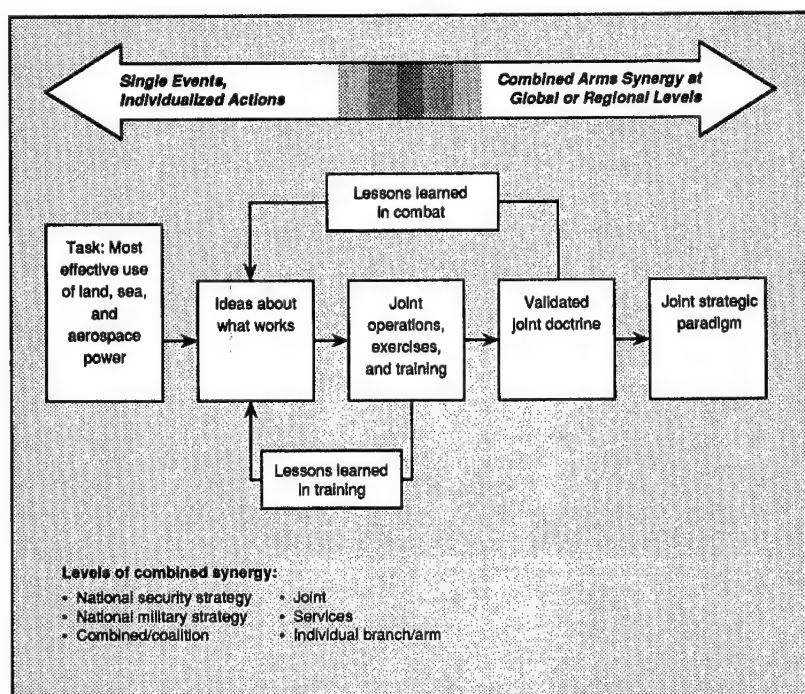 Single Events,
Individualized Actions
Combined Arms Synergy at
Global or Regional Levels
Lessons learned
in combat
Task: Most
effective use
of land, sea,
and
aerospace
power
Ideas about
what works
Joint
operations,
exercises,
and training
Validated
joint doctrine
Joint strategic
paradigm
Lessons learned
in training
Levels of combined synergy:
• National security strategy
• National military strategy
• Combined/coalition
• Joint
• Services
• Individual branch/arm